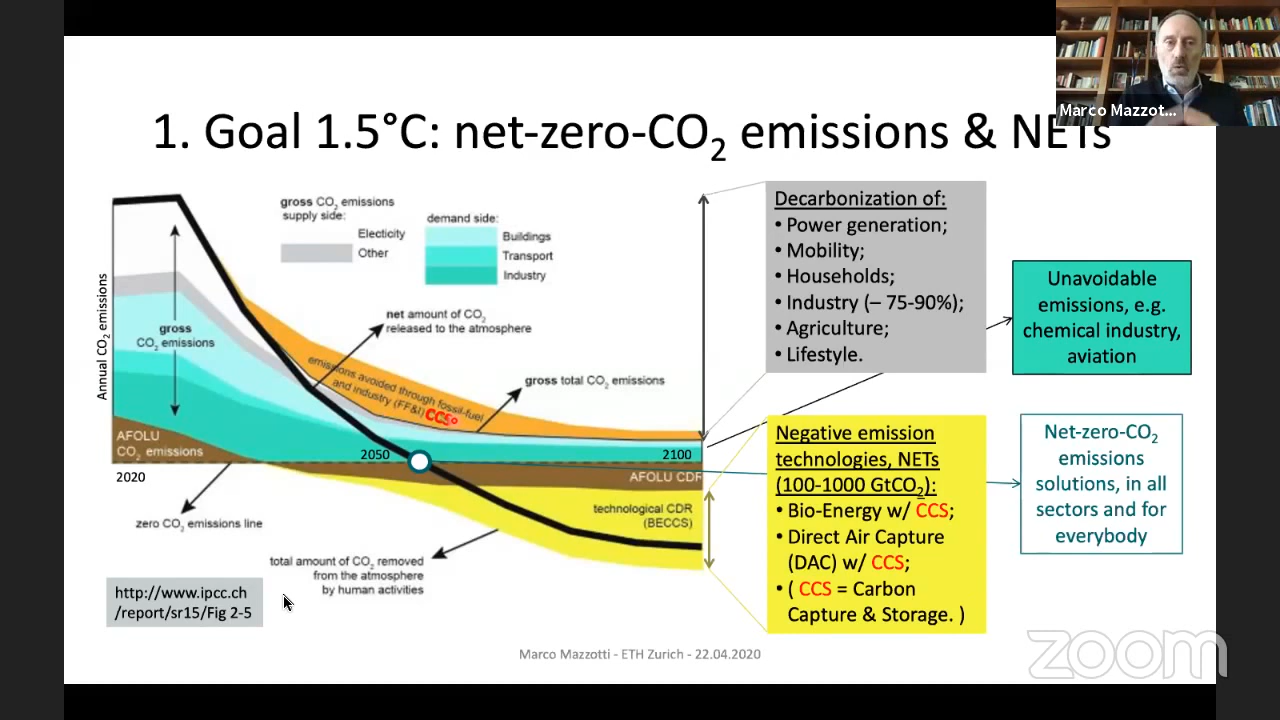 Marco Mazzot...
1. Goal 1.5°C: net-zero-CO2 emissions & NETs
gross CO2 emissions
supply side:
Electicity
Other
demand side:
Buildings
Transport
Industry
Annual CO2 emissions
gross
CO2 emissions
net amount of CO2
released to the atmosphere
emissions avoided through fossil-fuel
and industry (FF&I) CCS
gross total CO2 emissions
AFOLU
CO2 emissions
2020
2050
2100
AFOLU CDR
technological CDR
(BECCS)
zero CO2 emissions line
total amount of CO2 removed
from the atmosphere
by human activities
http://www.ipcc.ch
/report/sr15/Fig 2-5
Decarbonization of:
• Power generation;
• Mobility;
• Households;
• Industry (– 75-90%);
• Agriculture;
• Lifestyle.
Unavoidable
emissions, e.g.
chemical industry,
aviation
Negative emission
technologies, NETs
(100-1000 GtCO2):
• Bio-Energy w/ CCS;
• Direct Air Capture
(DAC) w/ CCS;
• ( CCS = Carbon
Capture & Storage. )
Net-zero-CO2
emissions
solutions, in all
sectors and for
everybody
Marco Mazzotti - ETH Zurich - 22.04.2020
zoom